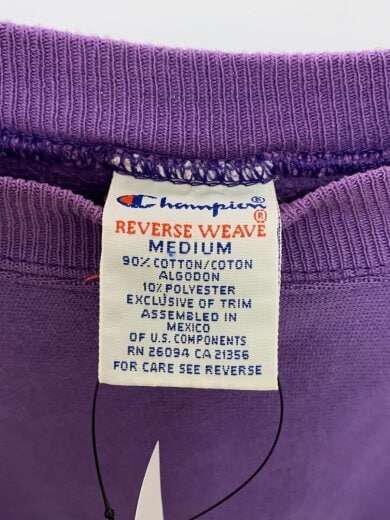 Champion®
REVERSE WEAVE®
MEDIUM
90% COTTON/COTON
ALGODON
10% POLYESTER
EXCLUSIVE OF TRIM
ASSEMBLED IN
MEXICO
OF U.S. COMPONENTS
RN 26094 CA 21356
FOR CARE SEE REVERSE